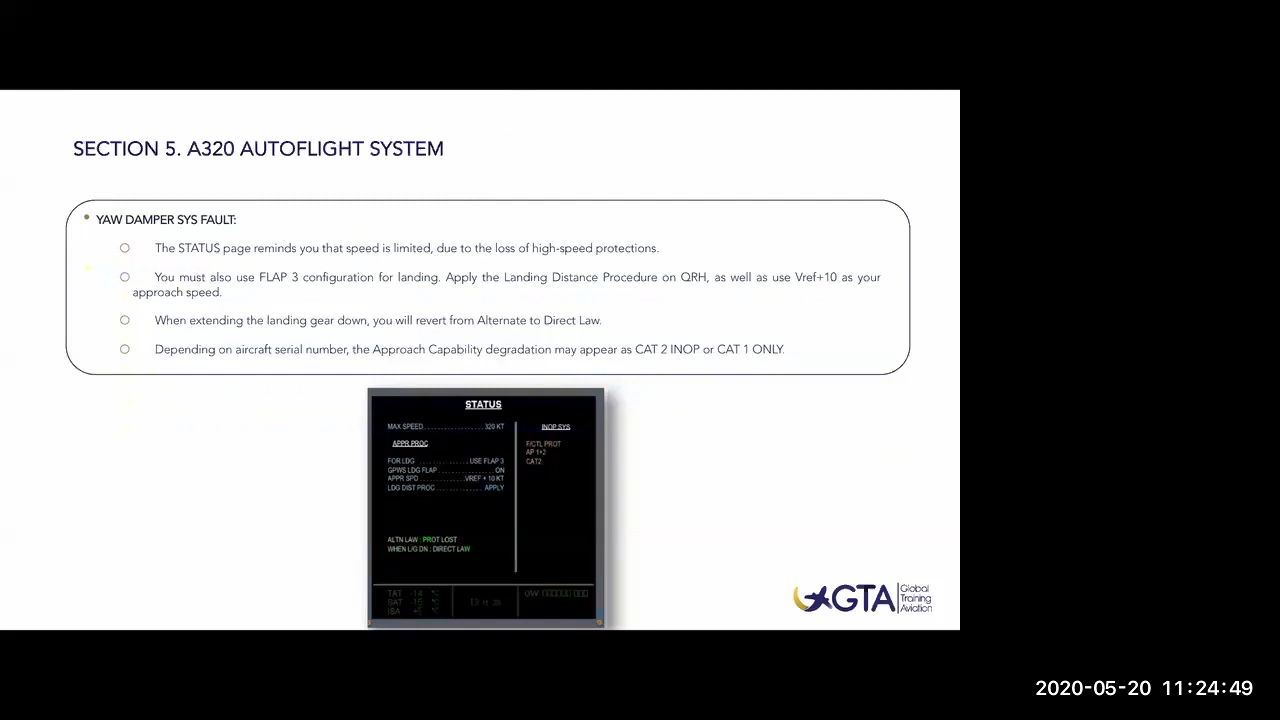 SECTION 5. A320 AUTOFLIGHT SYSTEM
• YAW DAMPER SYS FAULT:
The STATUS page reminds you that speed is limited, due to the loss of high-speed protections.
You must also use FLAP 3 configuration for landing. Apply the Landing Distance Procedure on QRH, as well as use Vref+10 as your
approach speed.
When extending the landing gear down, you will revert from Alternate to Direct Law.
Depending on aircraft serial number, the Approach Capability degradation may appear as CAT 2 INOP or CAT 1 ONLY.
STATUS
MAX SPEED 320 KT
INOP SYS
APPR PROC
F/CTL PROT
AP 1+2
FOR LDG USE FLAP 3
CAT2
GPWS LDG FLAP ON
APPR SPD VREF + 10 KT
LDG DIST PROC APPLY
ALTN LAW : PROT LOST
WHEN L/G DN : DIRECT LAW
TAT
SAT
ISA
GW
GTA
Global
Training
Aviation
2020-05-20 11:24:49